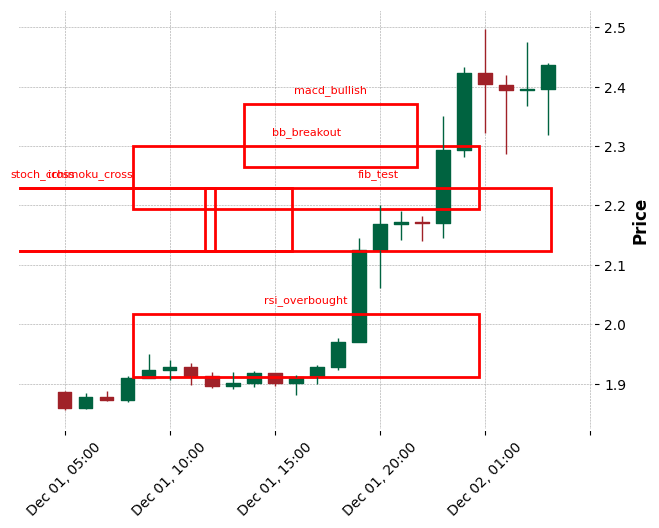 2.5
2.4
2.3
2.2
2.1
2.0
1.9
Price
macd_bullish
bb_breakout
stoch_cross
ichimoku_cross
fib_test
rsi_overbought
Dec 01, 05:00
Dec 01, 10:00
Dec 01, 15:00
Dec 01, 20:00
Dec 02, 01:00